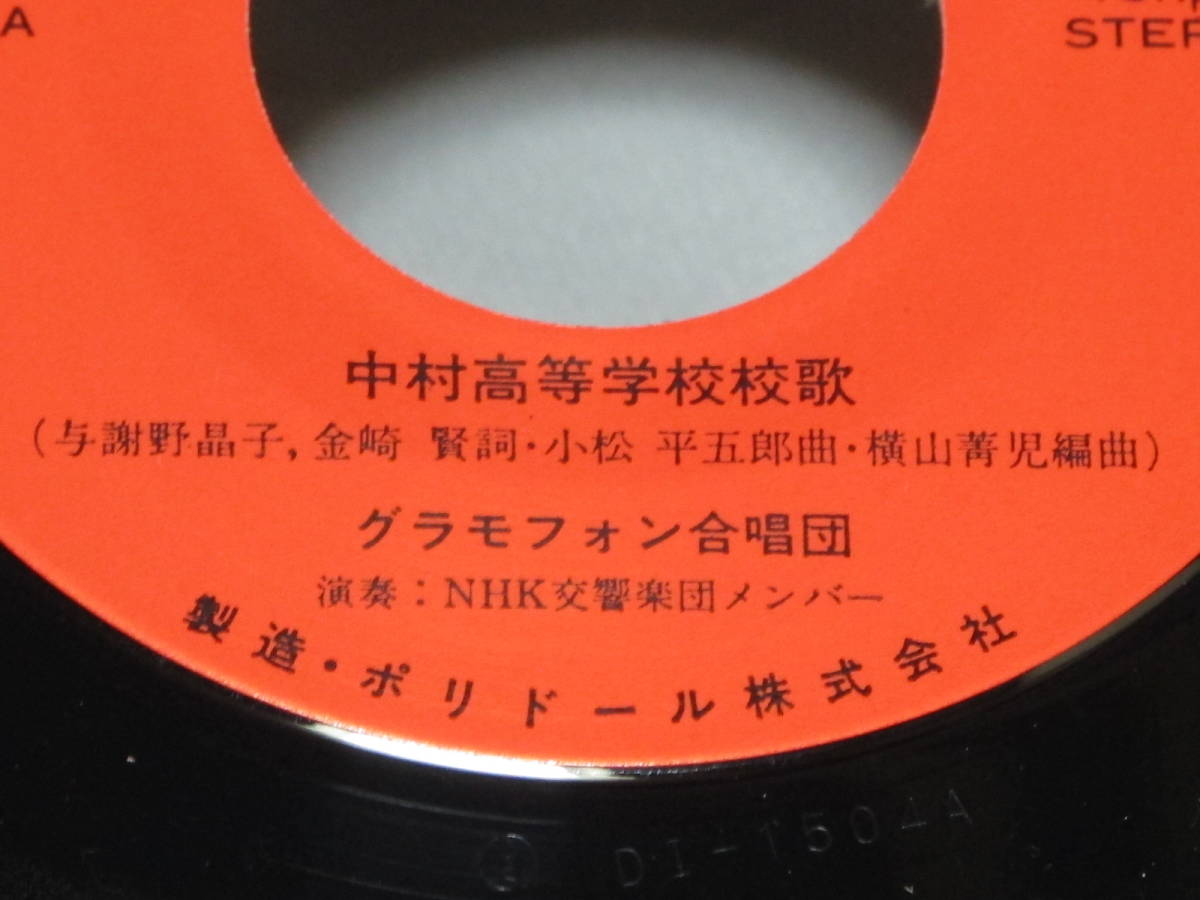 A
STER
中村高等学校校歌
(与謝野晶子,金崎 賢詞・小松 平五郎曲・横山菁児編曲)
グラモフォン合唱団
演奏:NHK交響楽団メンバー
製造・ポリドール株式会社
DI-1504A